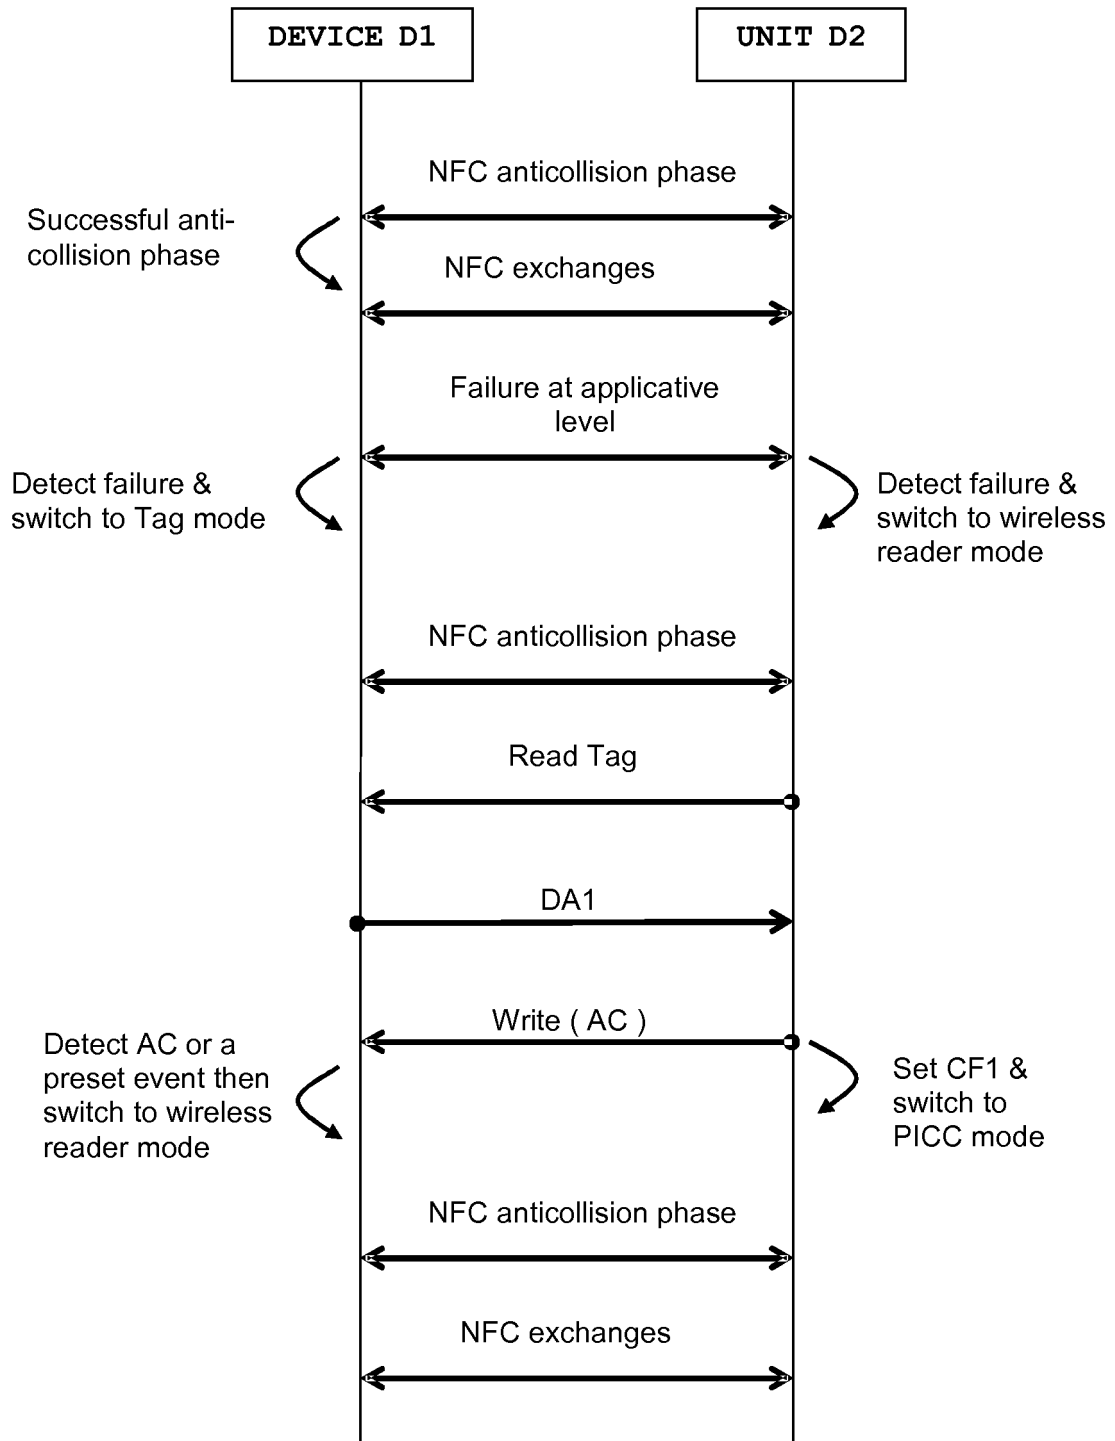 DEVICE D1
UNIT D2
NFC anticollision phase
Successful anti-
collision phase
NFC exchanges
Failure at applicative
level
Detect failure &
switch to Tag mode
Detect failure &
switch to wireless
reader mode
NFC anticollision phase
Read Tag
DA1
Write ( AC )
Detect AC or a
preset event then
switch to wireless
reader mode
Set CF1 &
switch to
PICC mode
NFC anticollision phase
NFC exchanges